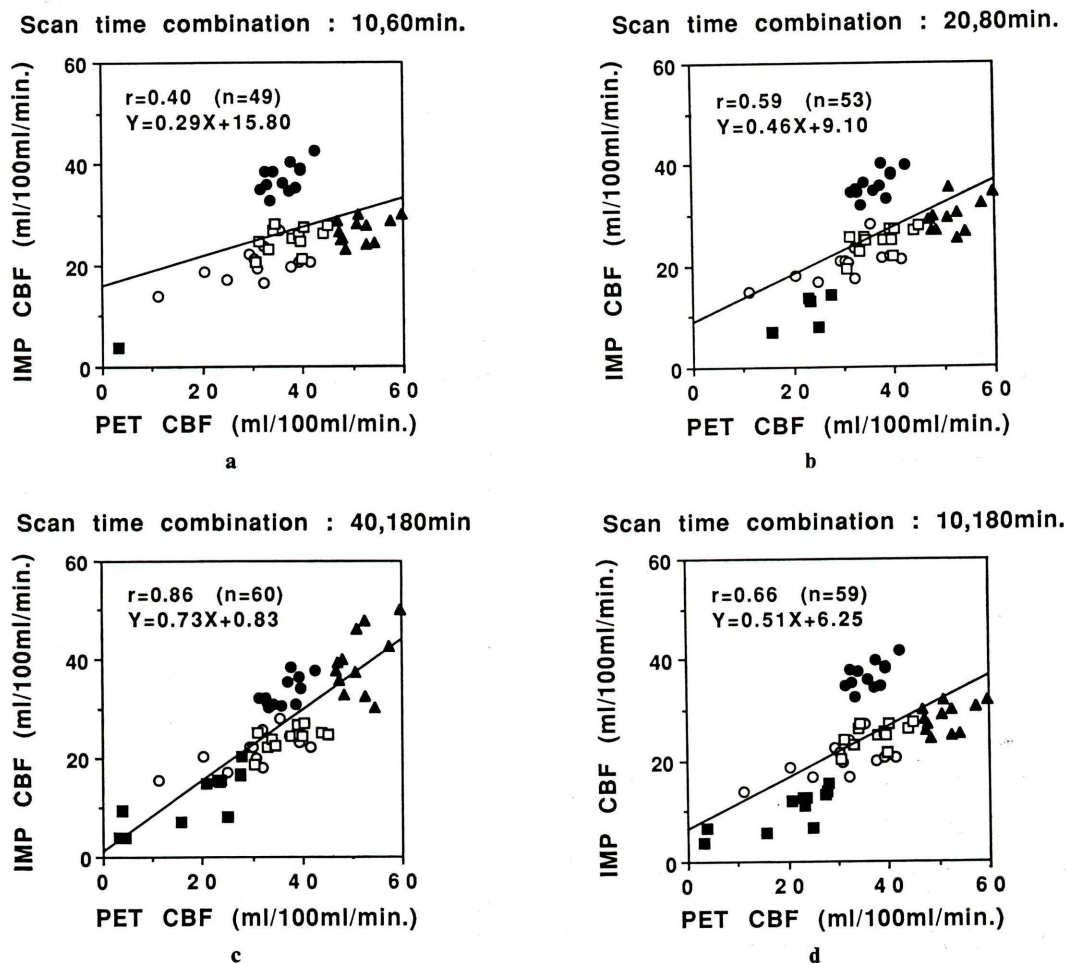 Scan time combination : 10,60min.
60
40
20
0
r=0.40 (n=49)
Y=0.29X+15.80
IMP CBF (ml/100ml/min.)
0 20 40 60
PET CBF (ml/100ml/min.)
a
Scan time combination : 20,80min.
60
40
20
0
r=0.59 (n=53)
Y=0.46X+9.10
IMP CBF (ml/100ml/min.)
0 20 40 60
PET CBF (ml/100ml/min.)
b
Scan time combination : 40,180min
60
40
20
0
r=0.86 (n=60)
Y=0.73X+0.83
IMP CBF (ml/100ml/min.)
0 20 40 60
PET CBF (ml/100ml/min.)
c
Scan time combination : 10,180min.
60
40
20
0
r=0.66 (n=59)
Y=0.51X+6.25
IMP CBF (ml/100ml/min.)
0 20 40 60
PET CBF (ml/100ml/min.)
d